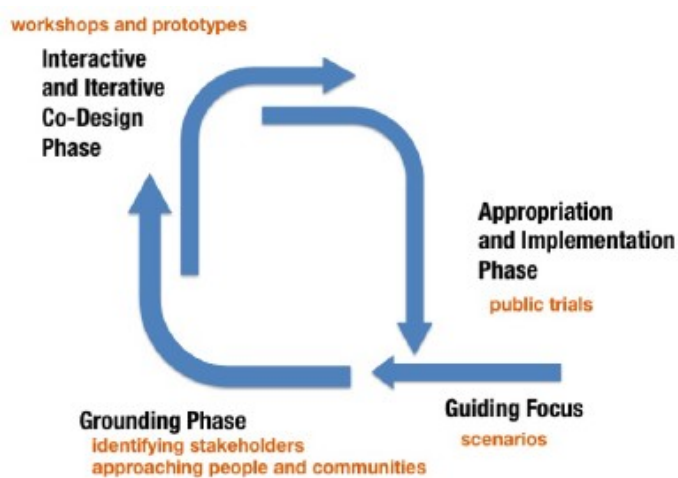 workshops and prototypes
Interactive
and Iterative
Co-Design
Phase
Appropriation
and Implementation
Phase
public trials
Guiding Focus
scenarios
Grounding Phase
identifying stakeholders
approaching people and communities